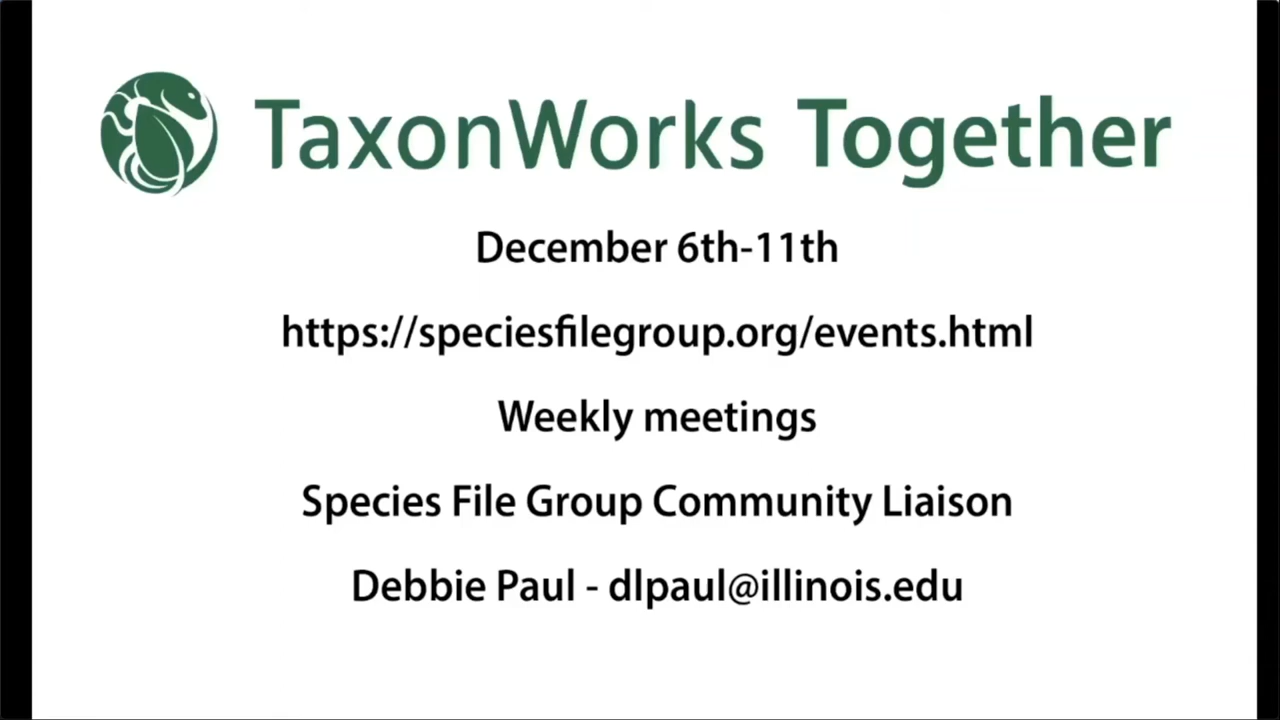 TaxonWorks Together
December 6th-11th
https://speciesfilegroup.org/events.html
Weekly meetings
Species File Group Community Liaison
Debbie Paul - dlpaul@illinois.edu